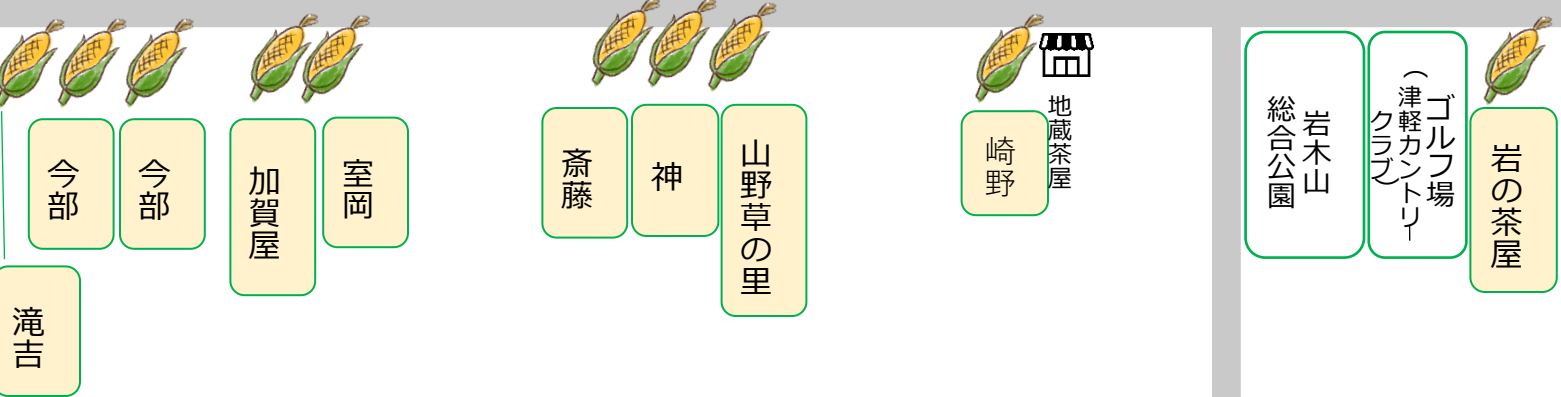 滝吉
今部
今部
加賀屋
室岡
斎藤
神
山野草の里
崎野
地蔵茶屋
岩木山
総合公園
ゴルフ場
（津軽カントリー
クラブ）
岩の茶屋